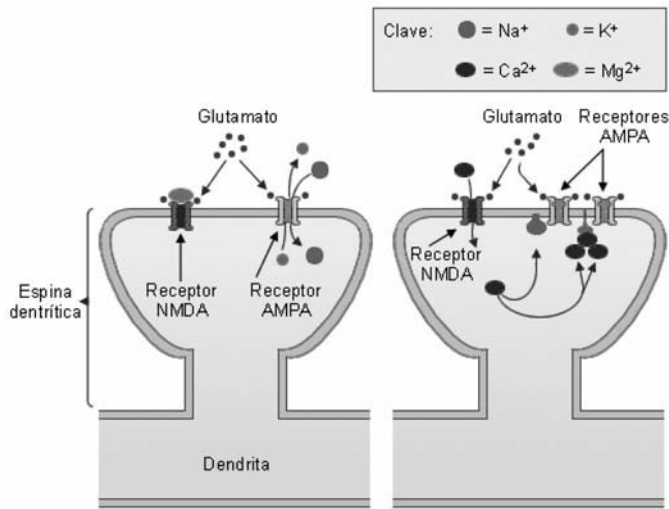 Clave: = Na+ = K+
= Ca2+ = Mg2+
Glutamato
Glutamato
Receptores
AMPA
Espina
dentrítica
Receptor
NMDA
Receptor
AMPA
Receptor
NMDA
Dendrita